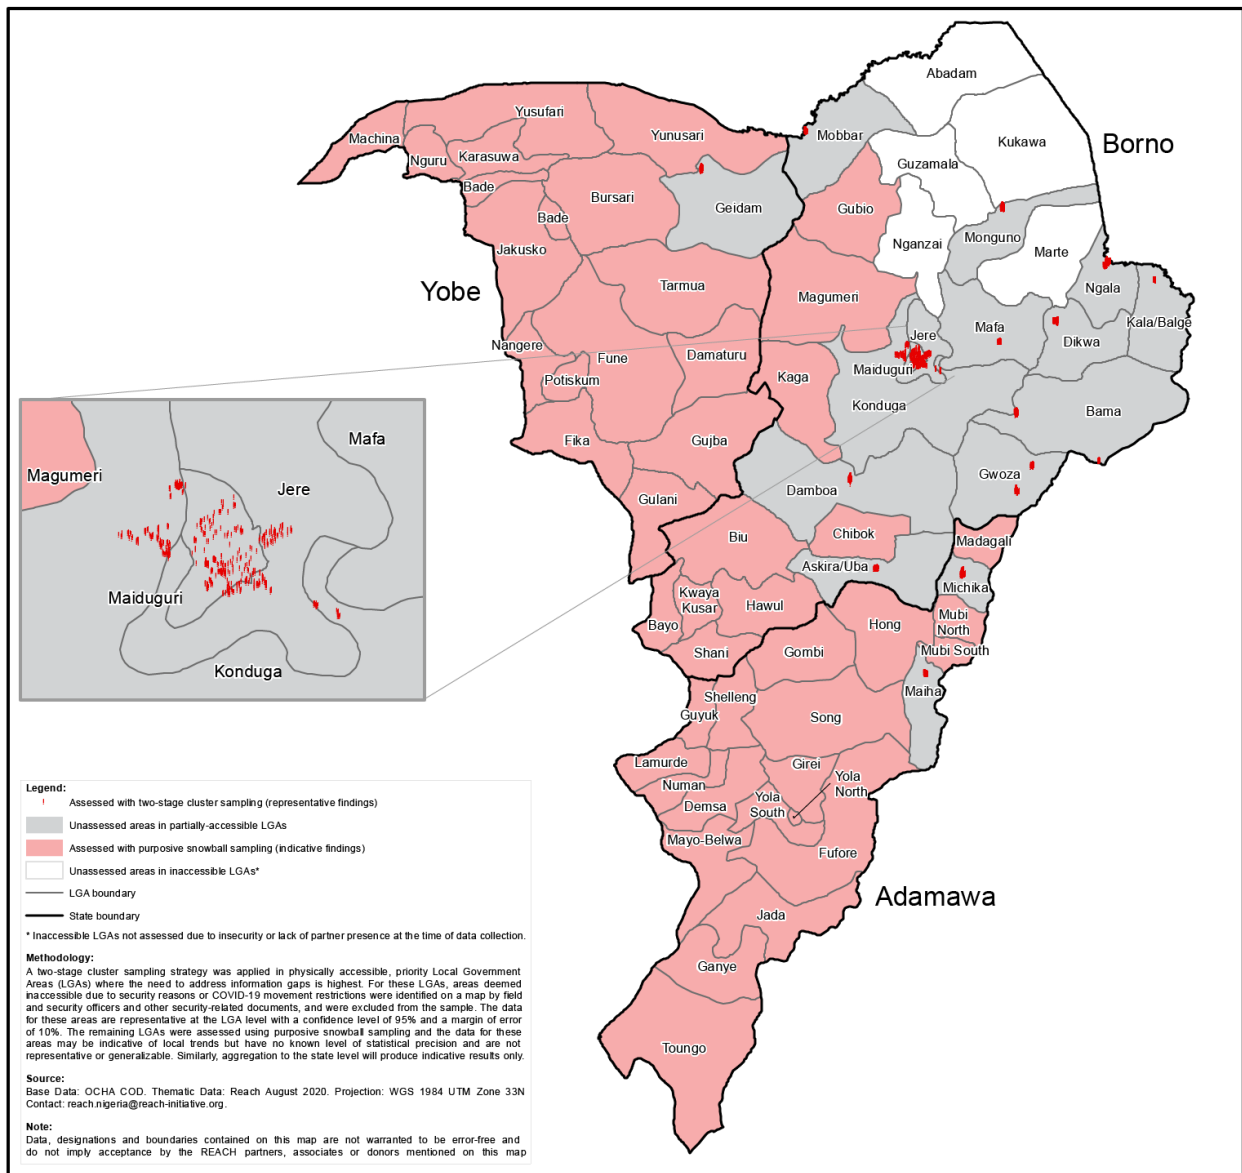 Abadam
Yusufari
Kukawa
Machina
Yunusari
Mobbar
Borno
Nguru
Karasuwa
Guzamala
Bade
Bursari
Geidam
Gubio
Bade
Monguno
Jakusko
Nganzai
Marte
Ngala
Yobe
Tarmua
Magumeri
Kala/Balge
Jere
Mafa
Dikwa
Nangere
Fune
Damaturu
Potiskum
Kaga
Maiduguri
Konduga
Bama
Fika
Gujba
Gwoza
Damboa
Gulani
Biu
Chibok
Madagali
Askira/Uba
Michika
Kwaya
Kusar
Hawul
Mubi
North
Bayo
Hong
Shani
Gombi
Mubi South
Maiha
Shelleng
Guyuk
Song
Lamurde
Girei
Yola
North
Numan
Yola
South
Demsa
Mayo-Belwa
Fufore
Adamawa
Jada
Ganye
Toungo
Mafa
Magumeri
Jere
Maiduguri
Konduga
Legend:
Assessed with two-stage cluster sampling (representative findings)
Unassessed areas in partially-accessible LGAs
Assessed with purposive snowball sampling (indicative findings)
Unassessed areas in inaccessible LGAs*
LGA boundary
State boundary
* Inaccessible LGAs not assessed due to insecurity or lack of partner presence at the time of data collection.
Methodology:
A two-stage cluster sampling strategy was applied in physically accessible, priority Local Government
Areas (LGAs) where the need to address information gaps is highest. For these LGAs, areas deemed
inaccessible due to security reasons or COVID-19 movement restrictions were identified on a map by field
and security officers and other security-related documents, and were excluded from the sample. The data
for these areas are representative at the LGA level with a confidence level of 95% and a margin of error
of 10%. The remaining LGAs were assessed using purposive snowball sampling and the data for these
areas may be indicative of local trends but have no known level of statistical precision and are not
representative or generalizable. Similarly, aggregation to the state level will produce indicative results only.
Source:
Base Data: OCHA COD. Thematic Data: Reach August 2020. Projection: WGS 1984 UTM Zone 33N
Contact: reach.nigeria@reach-initiative.org.
Note:
Data, designations and boundaries contained on this map are not warranted to be error-free and
do not imply acceptance by the REACH partners, associates or donors mentioned on this map